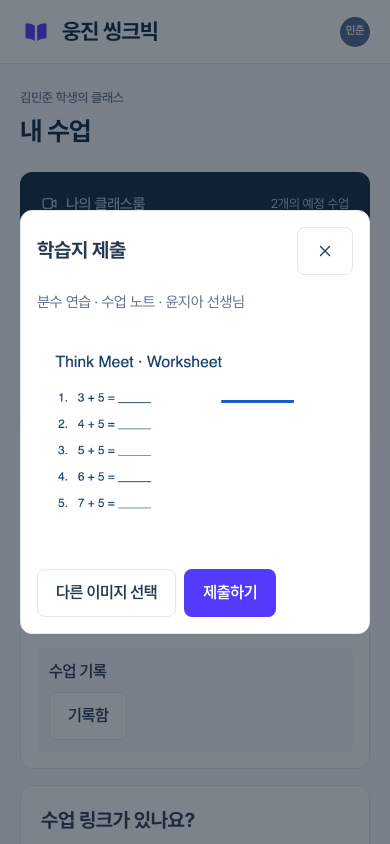 웅진 씽크빅
민준
김민준 학생의 클래스
내 수업
나의 클래스룸
2개의 예정 수업
학습지 제출
×
분수 연습 · 수업 노트 · 윤지아 선생님
Think Meet · Worksheet
1. 3 + 5 = _____
2. 4 + 5 = _____
3. 5 + 5 = _____
4. 6 + 5 = _____
5. 7 + 5 = _____
다른 이미지 선택
제출하기
수업 기록
기록함
수업 링크가 있나요?